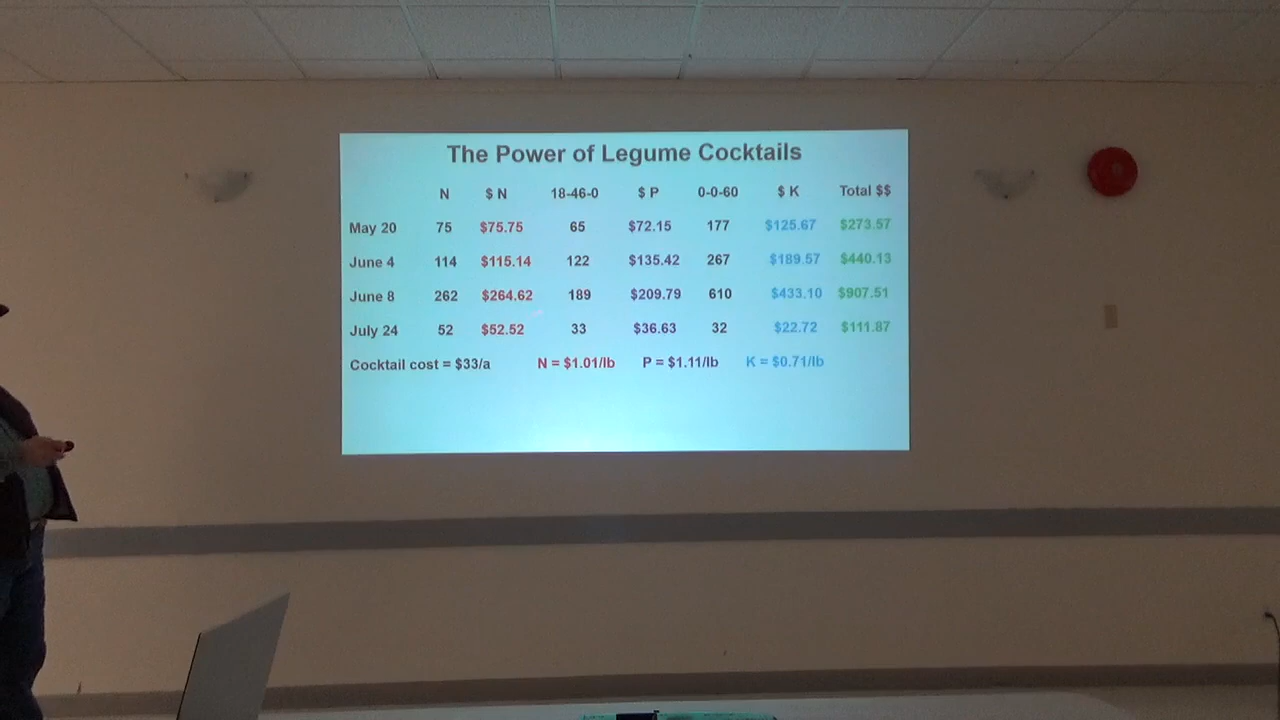 The Power of Legume Cocktails
N $ N 18-46-0 $ P 0-0-60 $ K Total $$
May 20 75 $75.75 65 $72.15 177 $125.67 $273.57
June 4 114 $115.14 122 $135.42 267 $189.57 $440.13
June 8 262 $264.62 189 $209.79 610 $433.10 $907.51
July 24 52 $52.52 33 $36.63 32 $22.72 $111.87
Cocktail cost = $33/a N = $1.01/lb P = $1.11/lb K = $0.71/lb